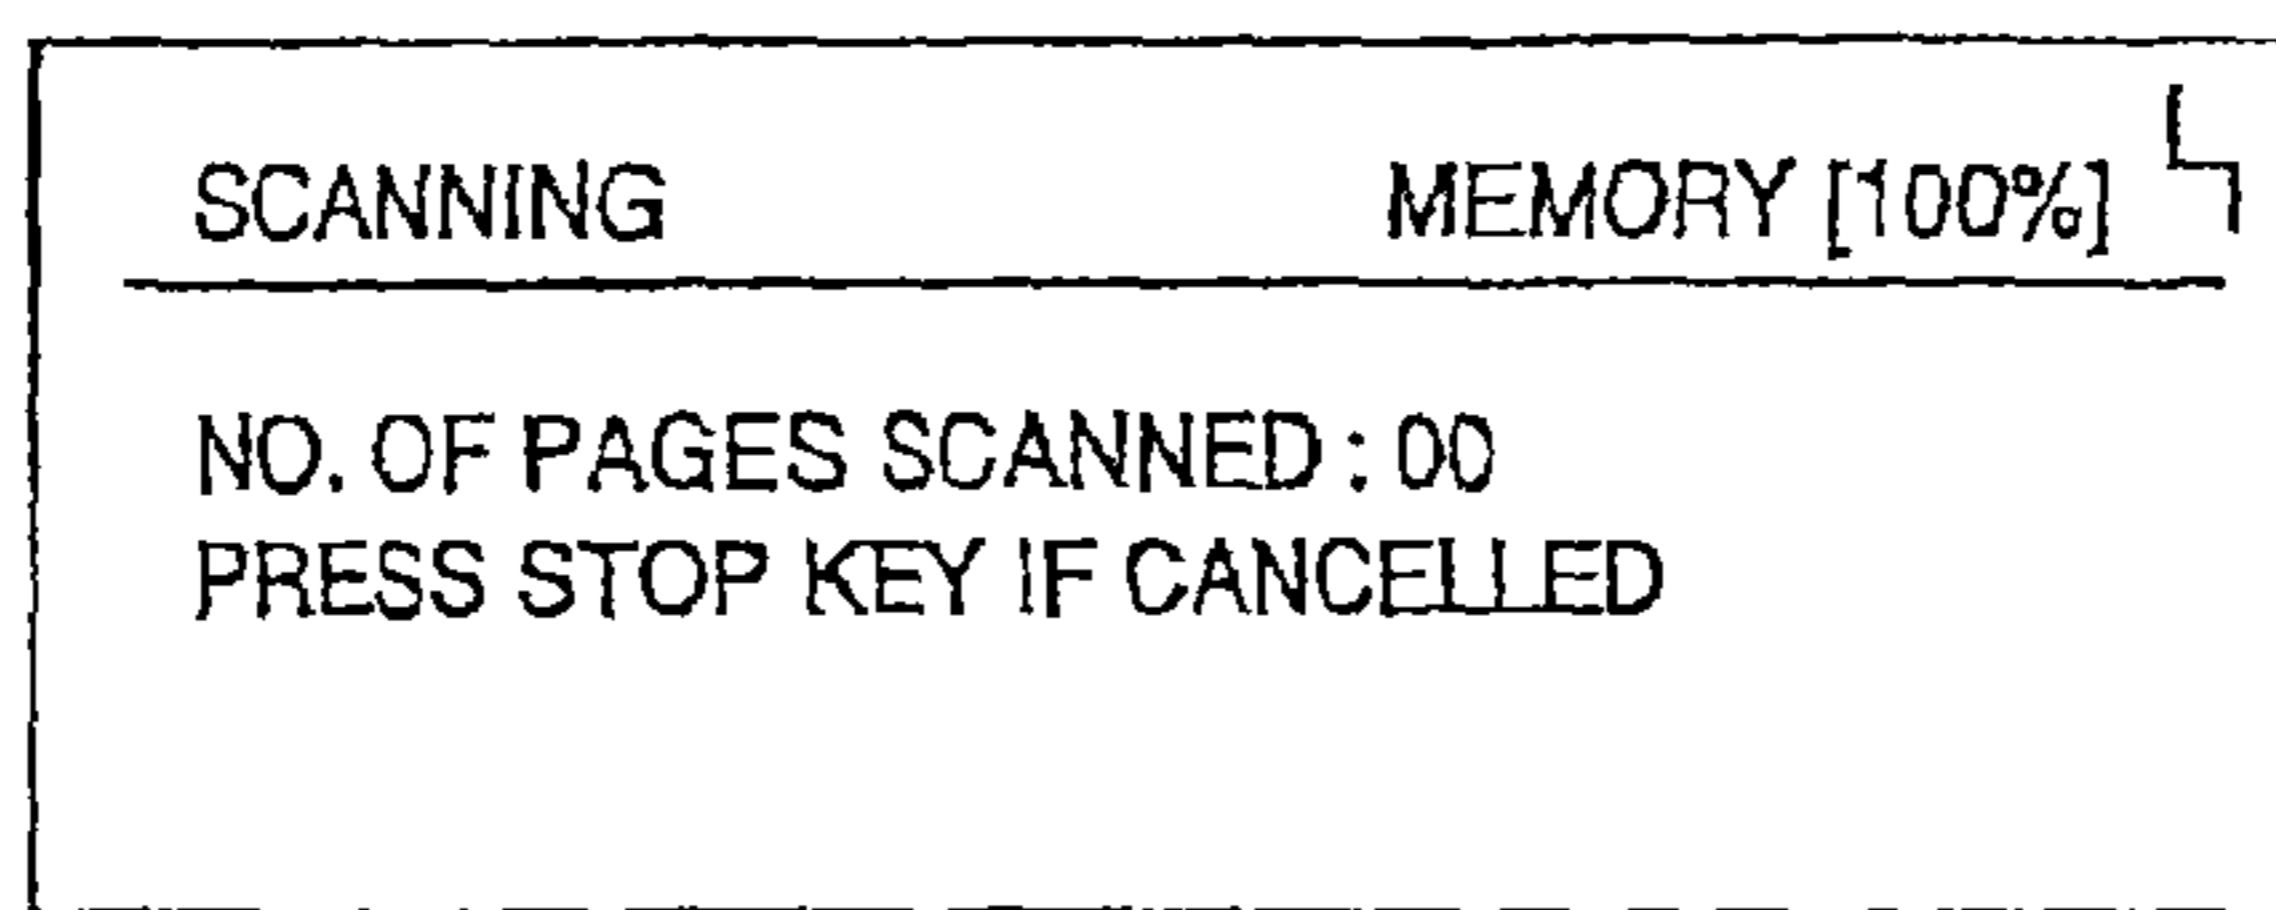 SCANNING MEMORY [100%]
NO. OF PAGES SCANNED : 00
PRESS STOP KEY IF CANCELLED